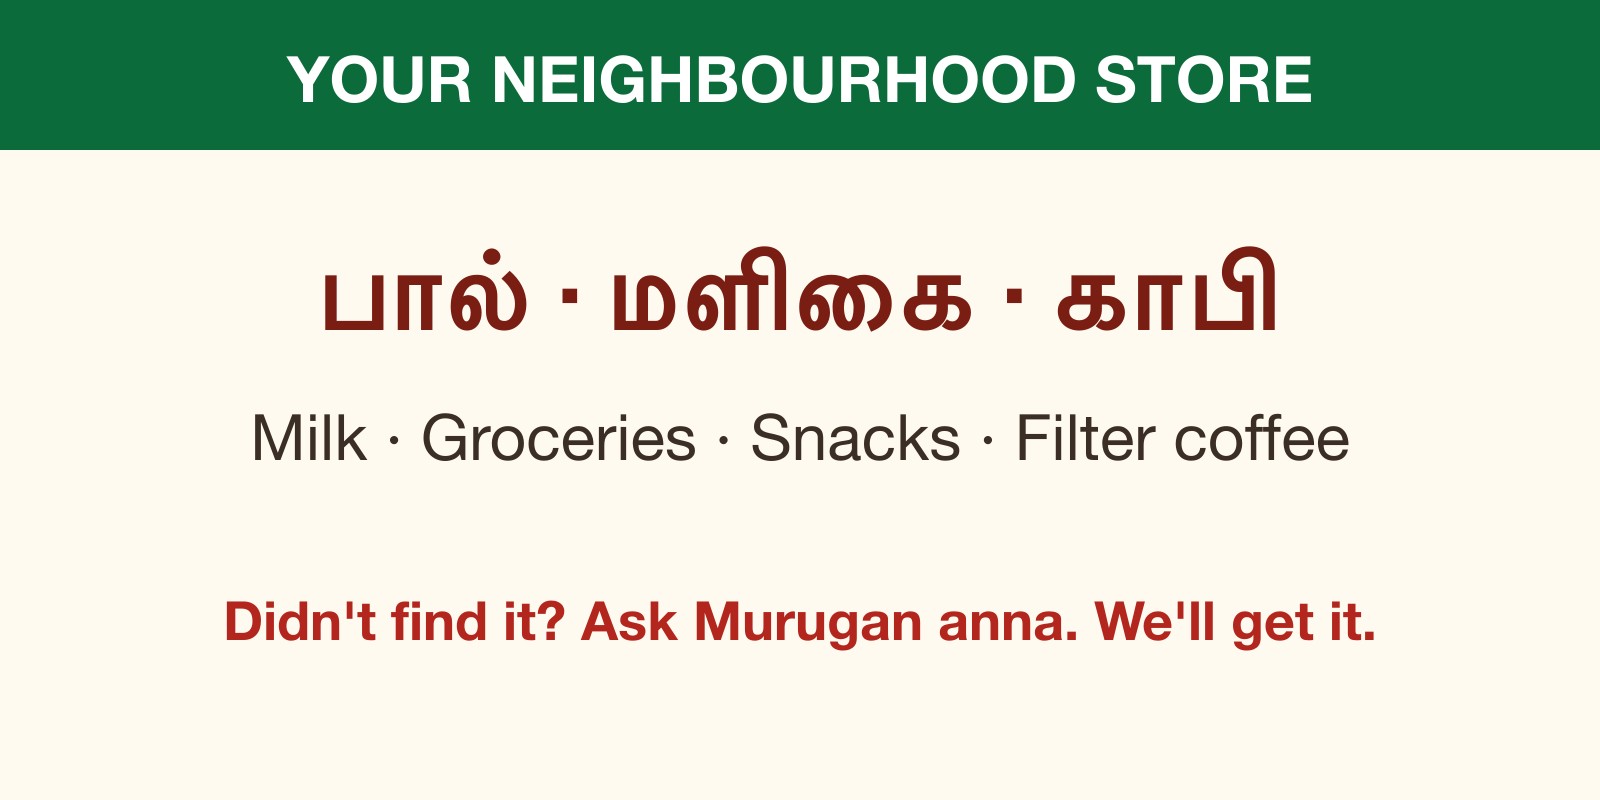 YOUR NEIGHBOURHOOD STORE
பால் · மளிகை · காபி
Milk · Groceries · Snacks · Filter coffee
Didn't find it? Ask Murugan anna. We'll get it.